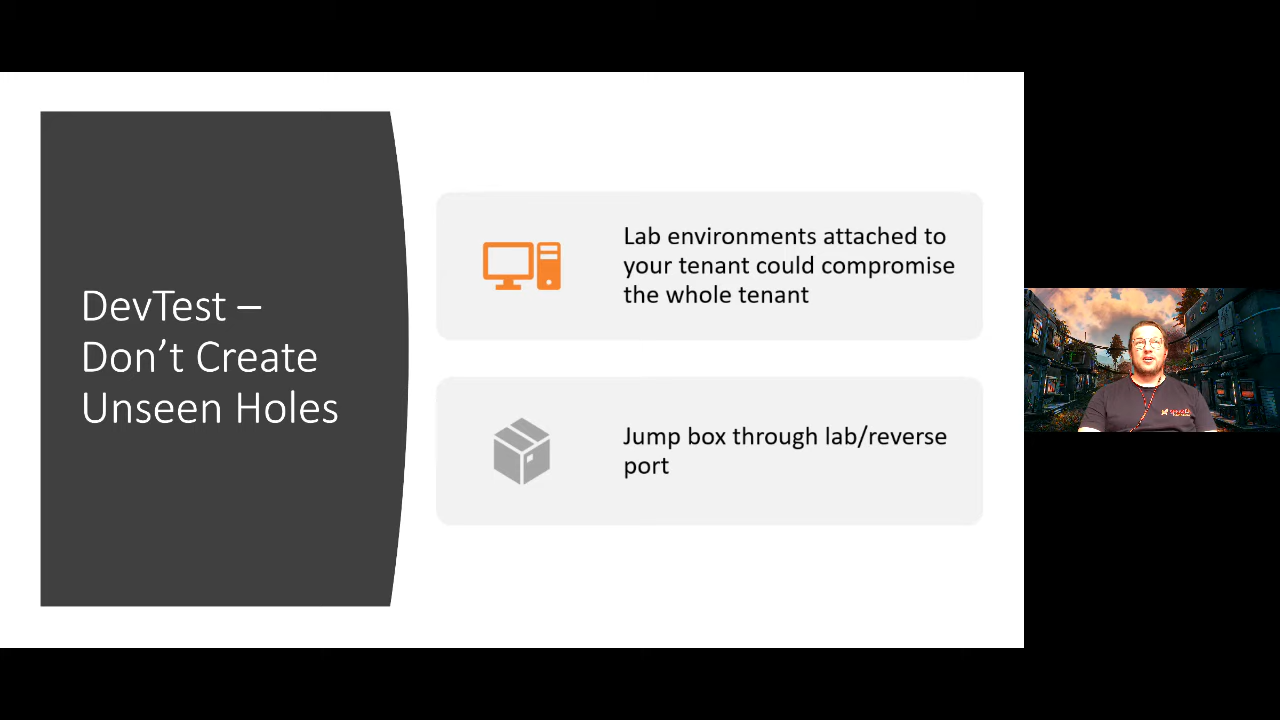 DevTest –
Don’t Create
Unseen Holes
Lab environments attached to
your tenant could compromise
the whole tenant
Jump box through lab/reverse
port